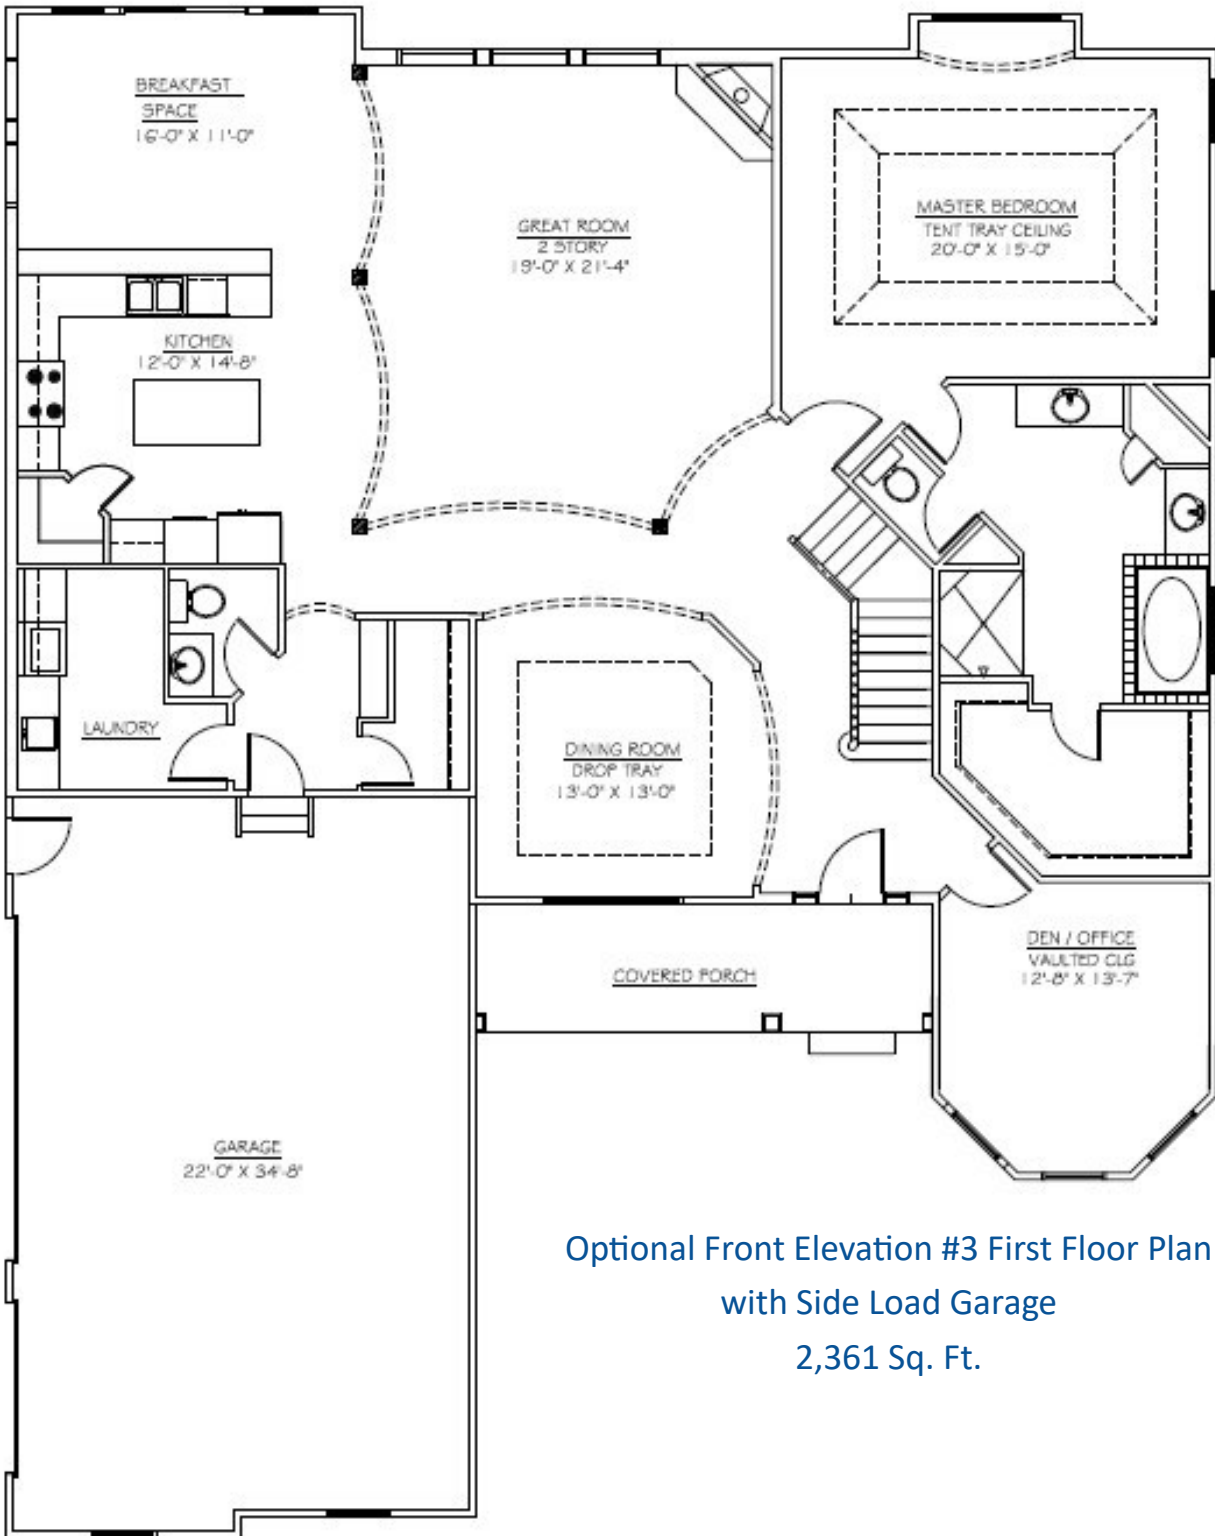 BREAKFAST
SPACE
16'-0" X 11'-0"
GREAT ROOM
2 STORY
19'-0" X 21'-4"
MASTER BEDROOM
TENT TRAY CEILING
20'-0" X 15'-0"
KITCHEN
12'-0" X 14'-8"
LAUNDRY
DINING ROOM
DROP TRAY
13'-0" X 13'-0"
DEN / OFFICE
VAULTED CLG
12'-8" X 13'-7"
COVERED PORCH
GARAGE
22'-0" X 34'-8"
Optional Front Elevation #3 First Floor Plan
with Side Load Garage
2,361 Sq. Ft.